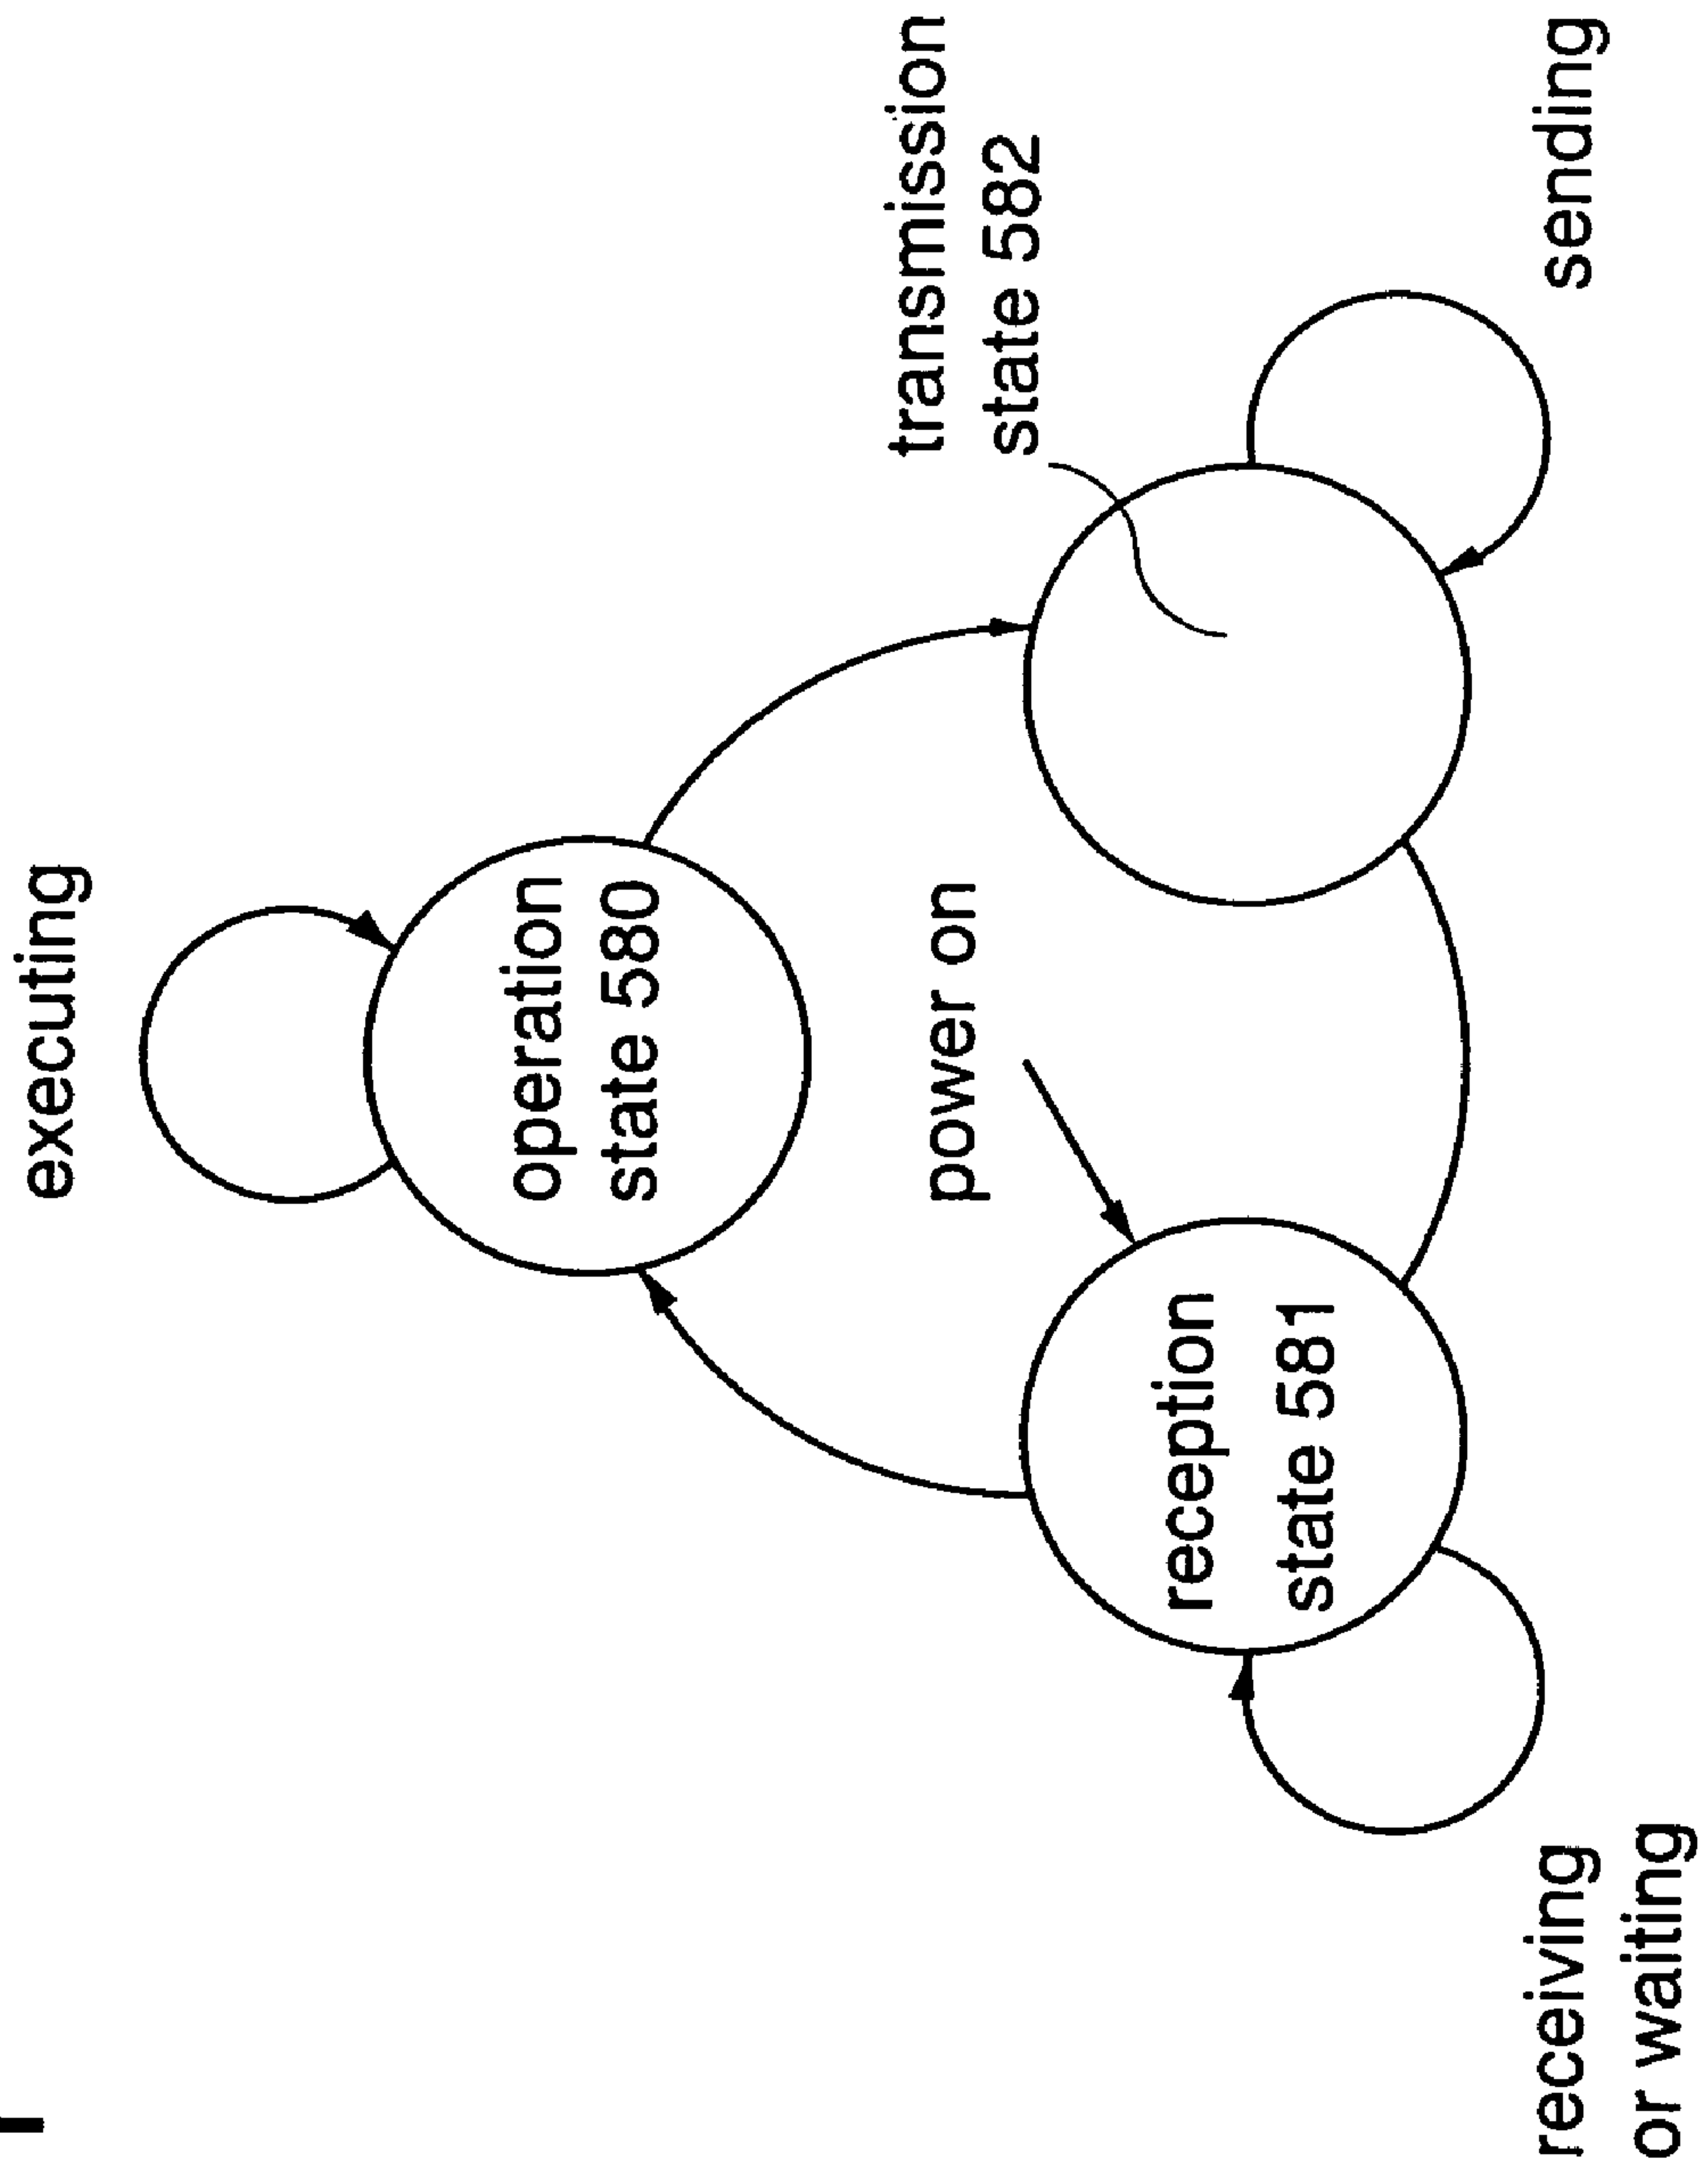 executing
operation
state 580
transmission
state 582
power on
reception
state 581
sending
receiving
or waiting